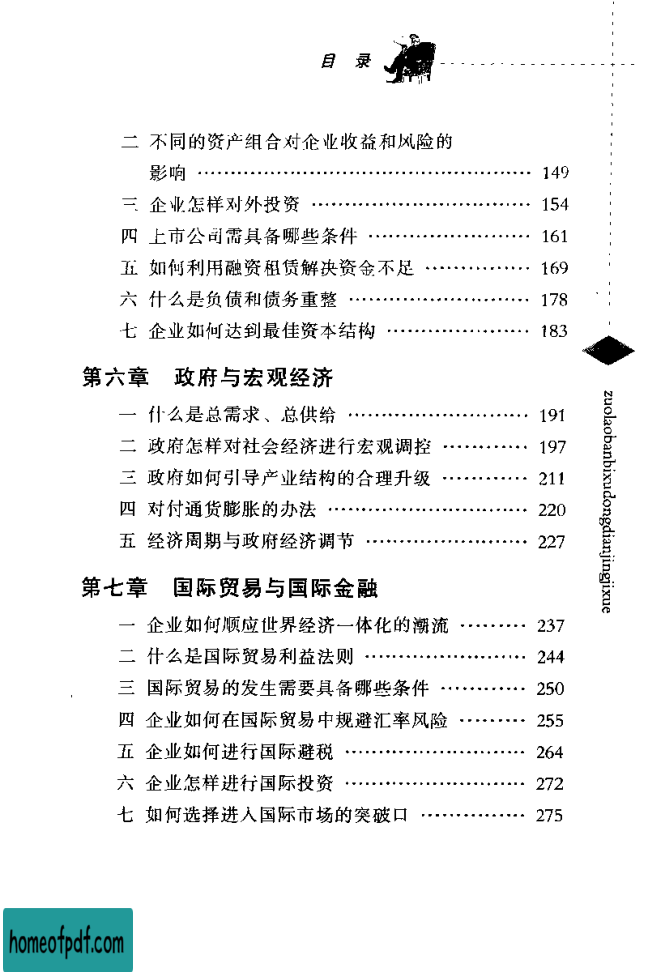 目 录
二 不同的资产组合对企业收益和风险的
影响 …………………………………………… 149
三 企业怎样对外投资 …………………………… 154
四 上市公司需具备哪些条件 …………………… 161
五 如何利用融资租赁解决资金不足 …………… 169
六 什么是负债和债务重整 ……………………… 178
七 企业如何达到最佳资本结构 ………………… 183
第六章 政府与宏观经济
一 什么是总需求、总供给 ……………………… 191
二 政府怎样对社会经济进行宏观调控 ………… 197
三 政府如何引导产业结构的合理升级 ………… 211
四 对付通货膨胀的办法 ………………………… 220
五 经济周期与政府经济调节 …………………… 227
第七章 国际贸易与国际金融
一 企业如何顺应世界经济一体化的潮流 ……… 237
二 什么是国际贸易利益法则 …………………… 244
三 国际贸易的发生需要具备哪些条件 ………… 250
四 企业如何在国际贸易中规避汇率风险 ……… 255
五 企业如何进行国际避税 ……………………… 264
六 企业怎样进行国际投资 ……………………… 272
七 如何选择进入国际市场的突破口 …………… 275
zuolaobanbixudongdianjingjixue
homeofpdf.com